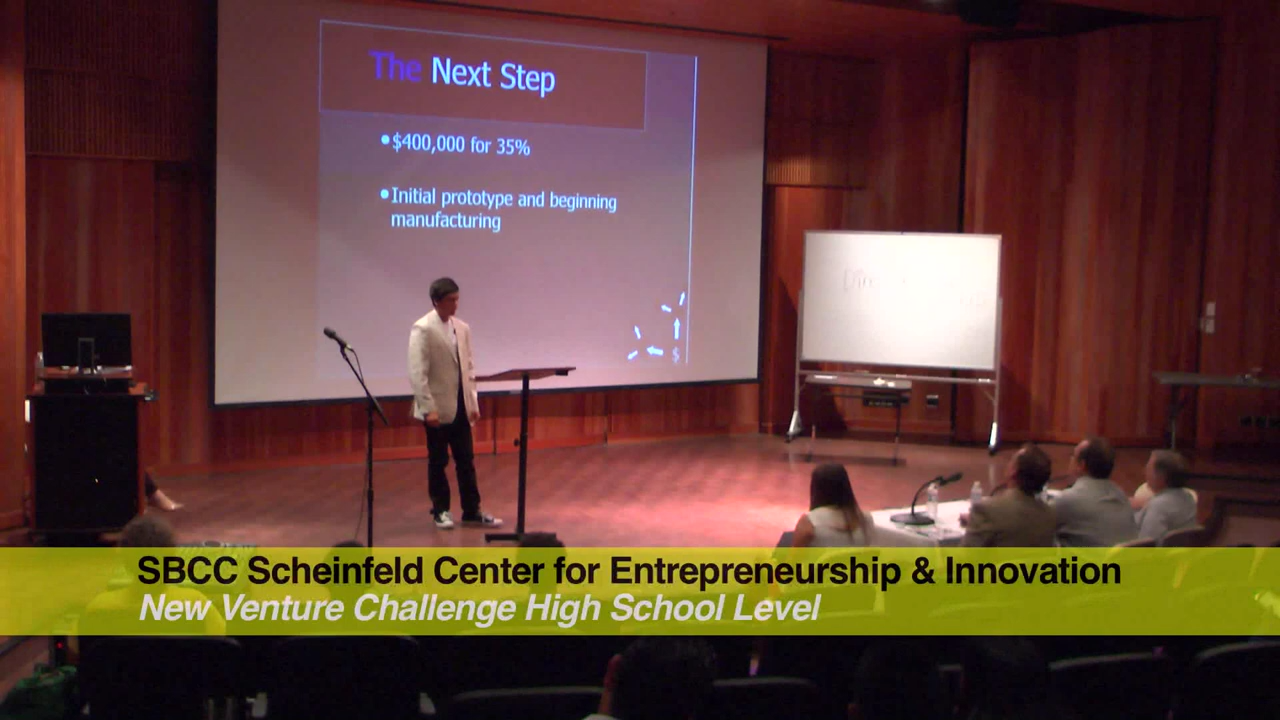 The Next Step
•$400,000 for 35%
•Initial prototype and beginning
manufacturing
$
SBCC Scheinfeld Center for Entrepreneurship & Innovation
New Venture Challenge High School Level